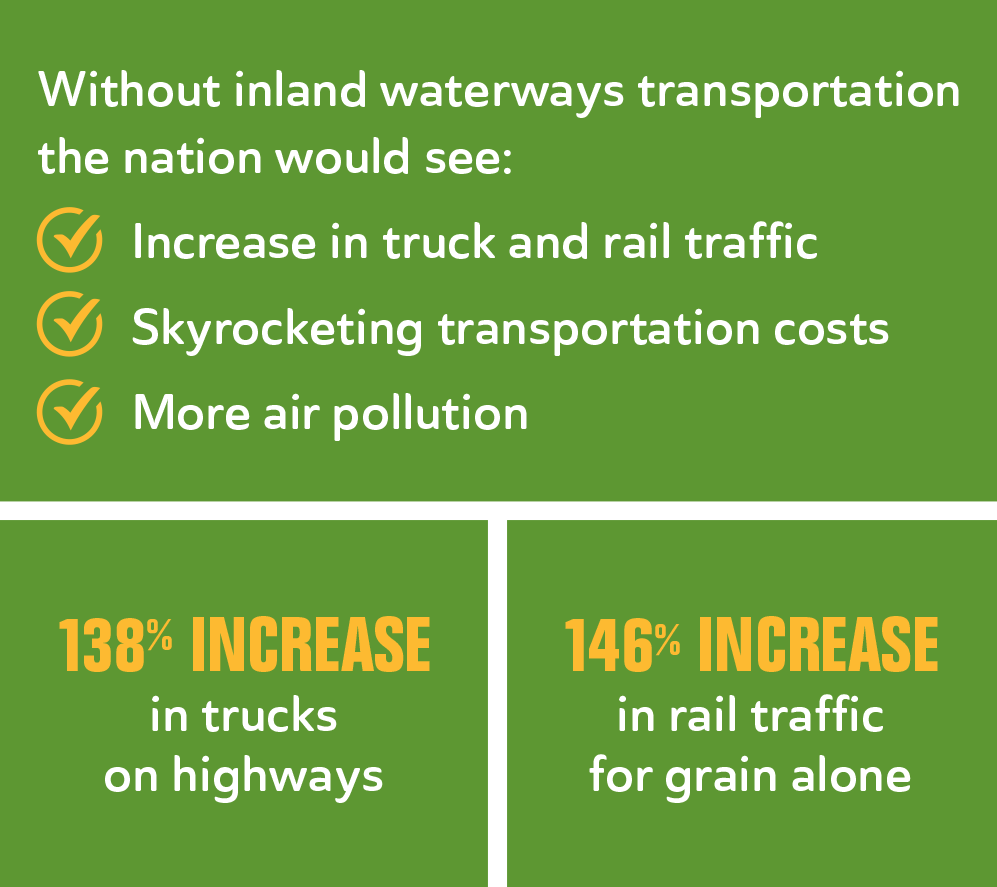 Without inland waterways transportation
the nation would see:
Increase in truck and rail traffic
Skyrocketing transportation costs
More air pollution
138% INCREASE
in trucks
on highways
146% INCREASE
in rail traffic
for grain alone